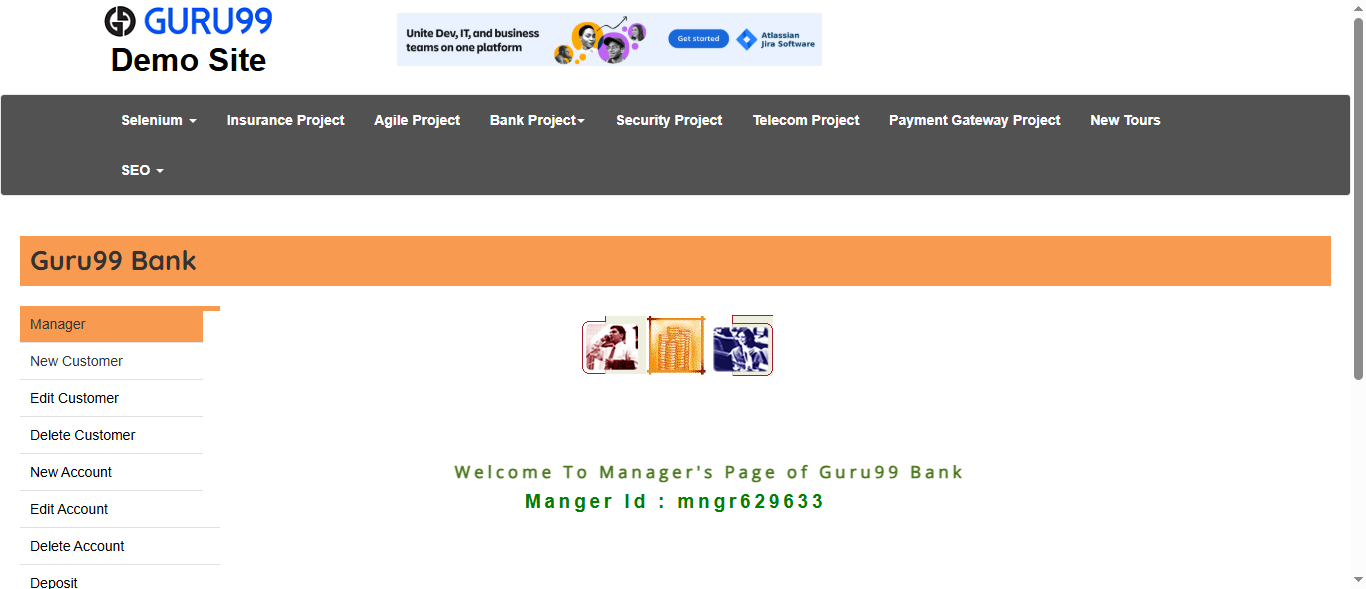 GURU99
Demo Site
Unite Dev, IT, and business
teams on one platform
Get started
Atlassian
Jira Software
Selenium
Insurance Project
Agile Project
Bank Project
Security Project
Telecom Project
Payment Gateway Project
New Tours
SEO
Guru99 Bank
Manager
New Customer
Edit Customer
Delete Customer
New Account
Edit Account
Delete Account
Deposit
Welcome To Manager's Page of Guru99 Bank
Manger Id : mngr629633